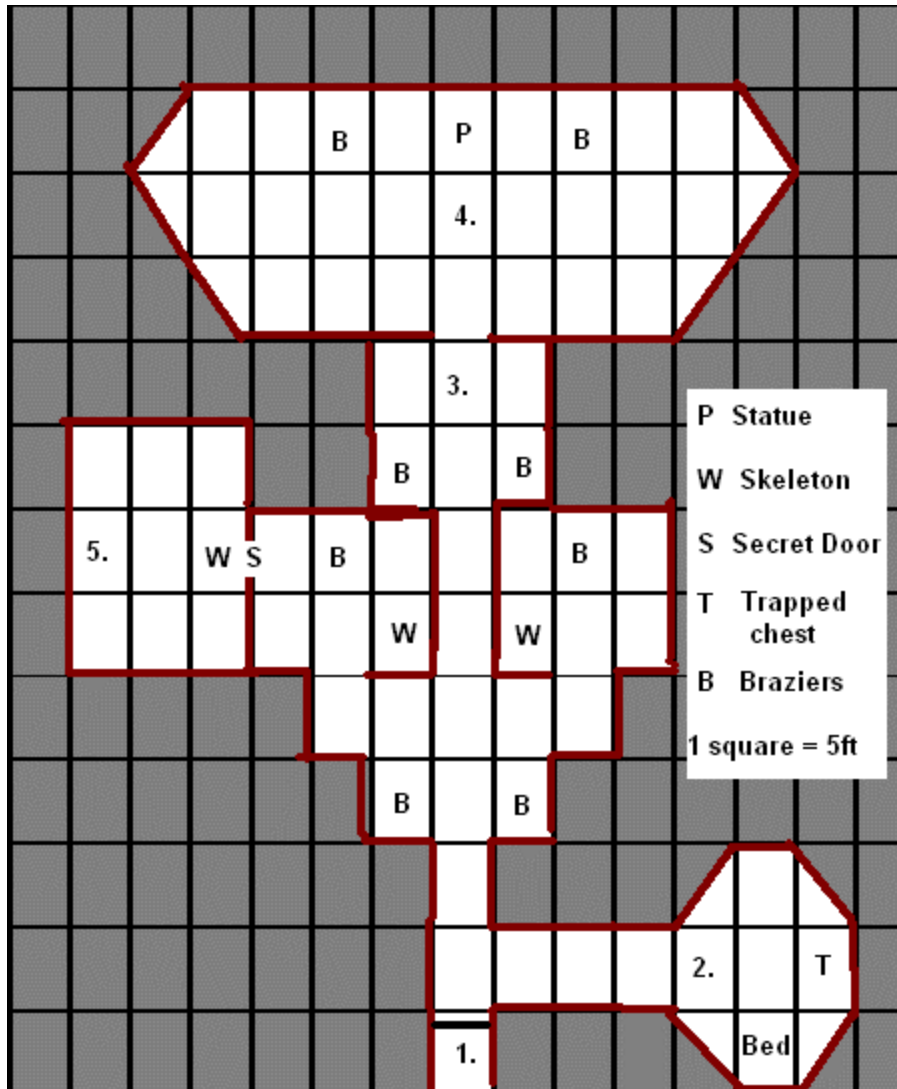 B P B
4.
3.
P Statue
B B
W Skeleton
5. W S B B
S Secret Door
T Trapped
chest
W W
B Braziers
1 square = 5ft
B B
2. T
1. Bed